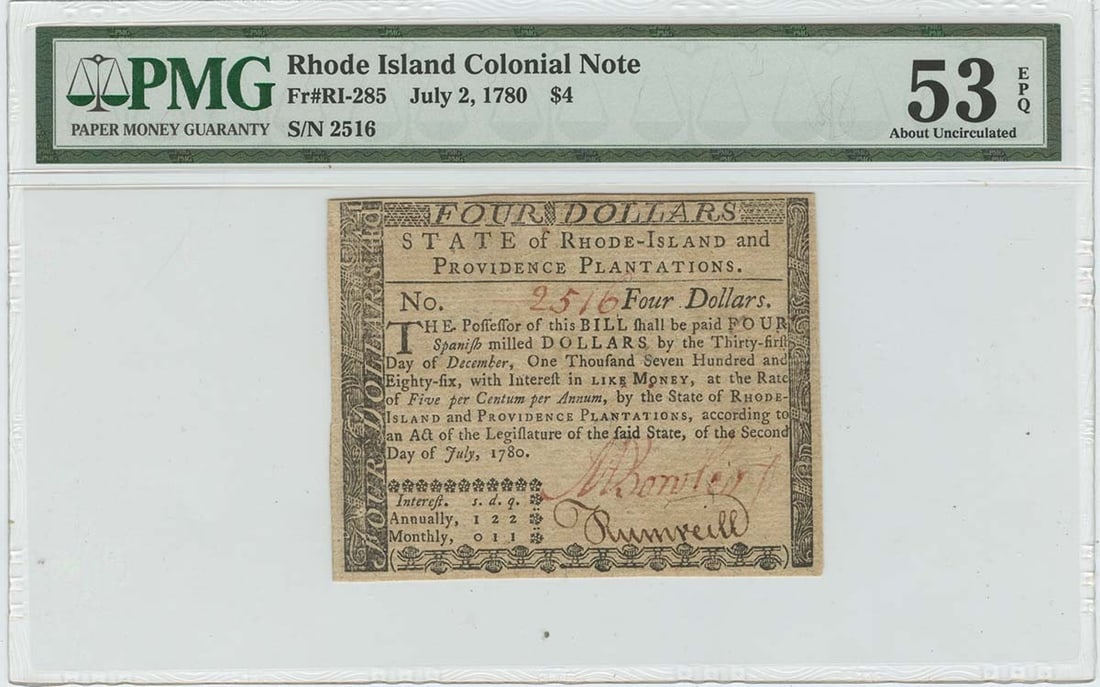 PMG
PAPER MONEY GUARANTY
Rhode Island Colonial Note
Fr#RI-285 July 2, 1780 $4
S/N 2516
53 EPQ
About Uncirculated
FOUR DOLLARS
STATE of RHODE-ISLAND and
PROVIDENCE PLANTATIONS.
No. 2516 Four Dollars.
THE Poſſeſſor of this BILL ſhall be paid FOUR
Spaniſh milled DOLLARS by the Thirty-firſt
Day of December, One Thouſand Seven Hundred and
Eighty-ſix, with Intereſt in LIKE MONEY, at the Rate
of Five per Centum per Annum, by the State of RHODE-
ISLAND and PROVIDENCE PLANTATIONS, according to
an Act of the Legiſlature of the ſaid State, of the Second
Day of July, 1780.
Intereſt. s. d. q.
Annually, 1 2 2
Monthly, 0 1 1
FOUR DOLLARS